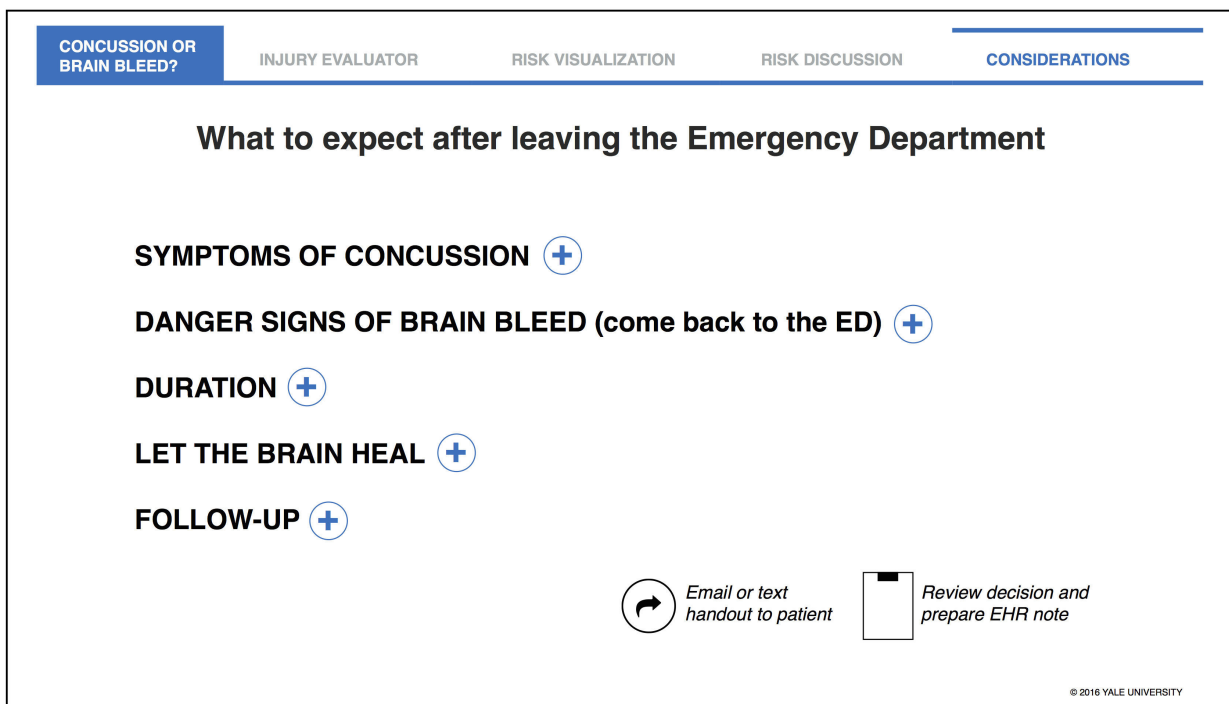 CONCUSSION OR
BRAIN BLEED?
INJURY EVALUATOR
RISK VISUALIZATION
RISK DISCUSSION
CONSIDERATIONS
What to expect after leaving the Emergency Department
SYMPTOMS OF CONCUSSION
DANGER SIGNS OF BRAIN BLEED (come back to the ED)
DURATION
LET THE BRAIN HEAL
FOLLOW-UP
Email or text
handout to patient
Review decision and
prepare EHR note
© 2016 YALE UNIVERSITY